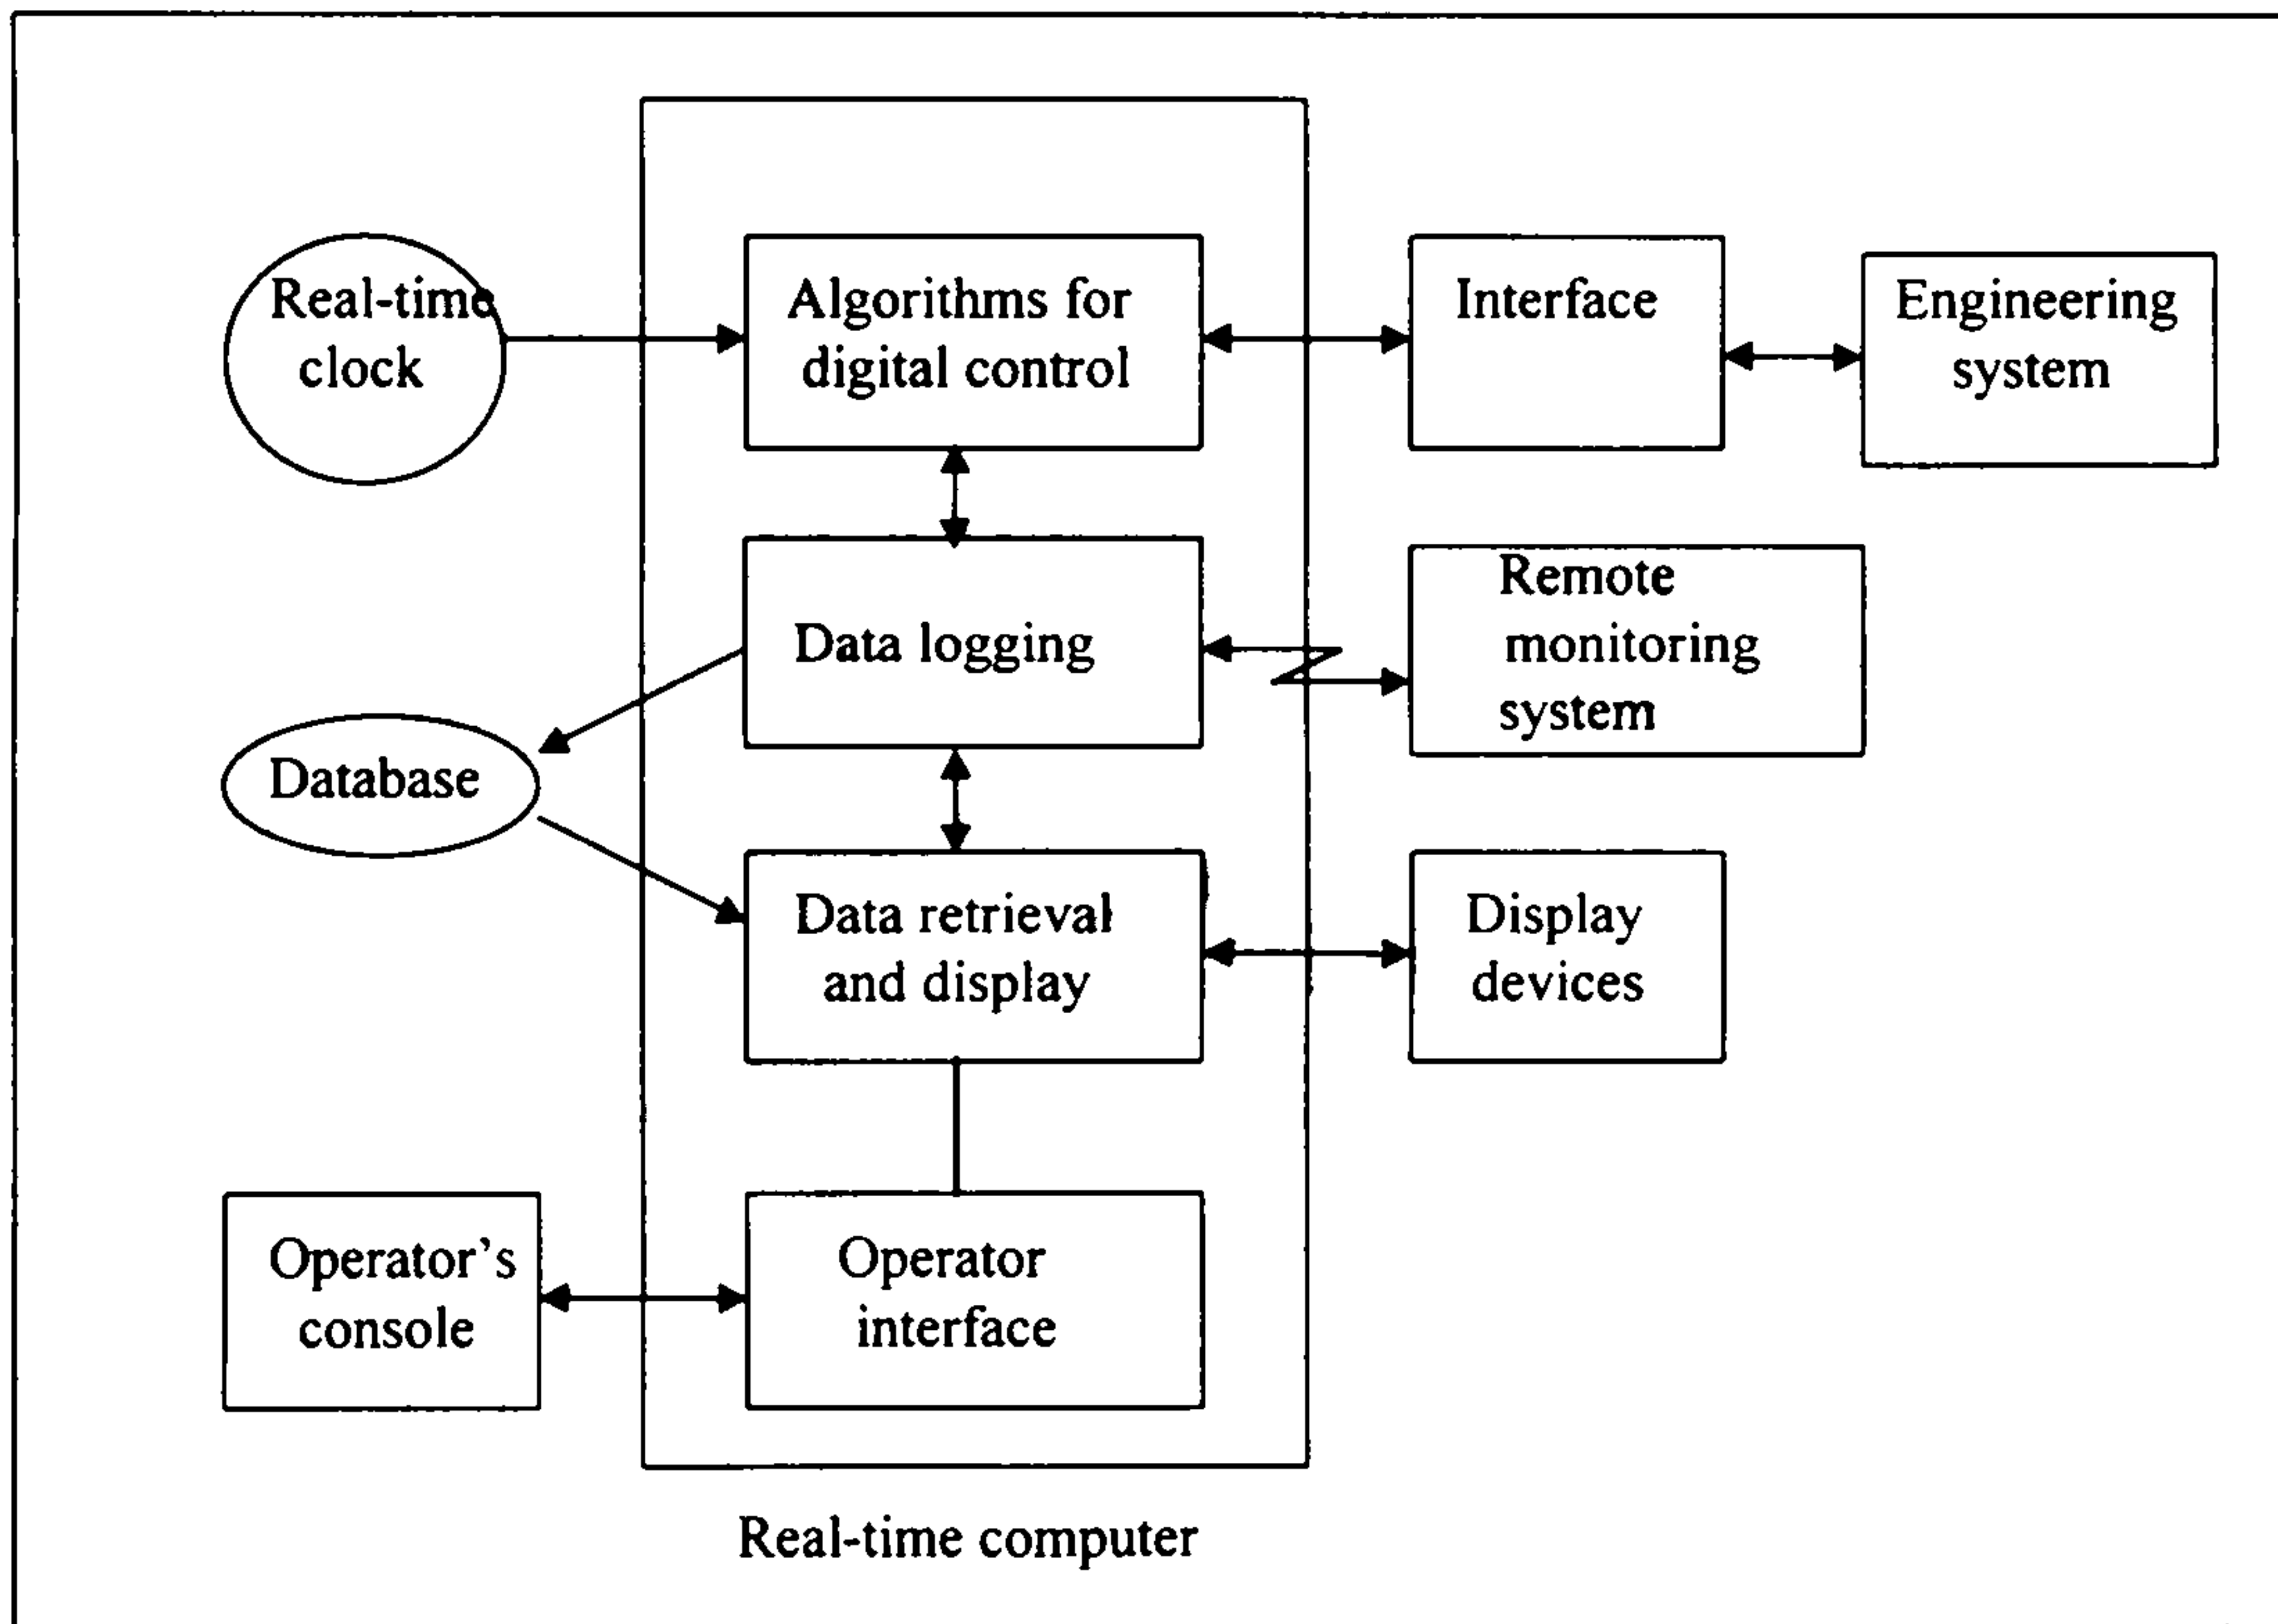 Real-time
clock
Algorithms for
digital control
Interface
Engineering
system
Data logging
Remote
monitoring
system
Database
Data retrieval
and display
Display
devices
Operator's
console
Operator
interface
Real-time computer